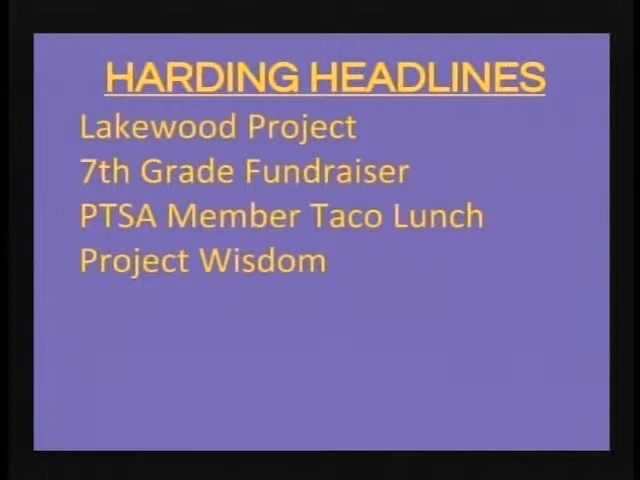 HARDING HEADLINES
Lakewood Project
7th Grade Fundraiser
PTSA Member Taco Lunch
Project Wisdom